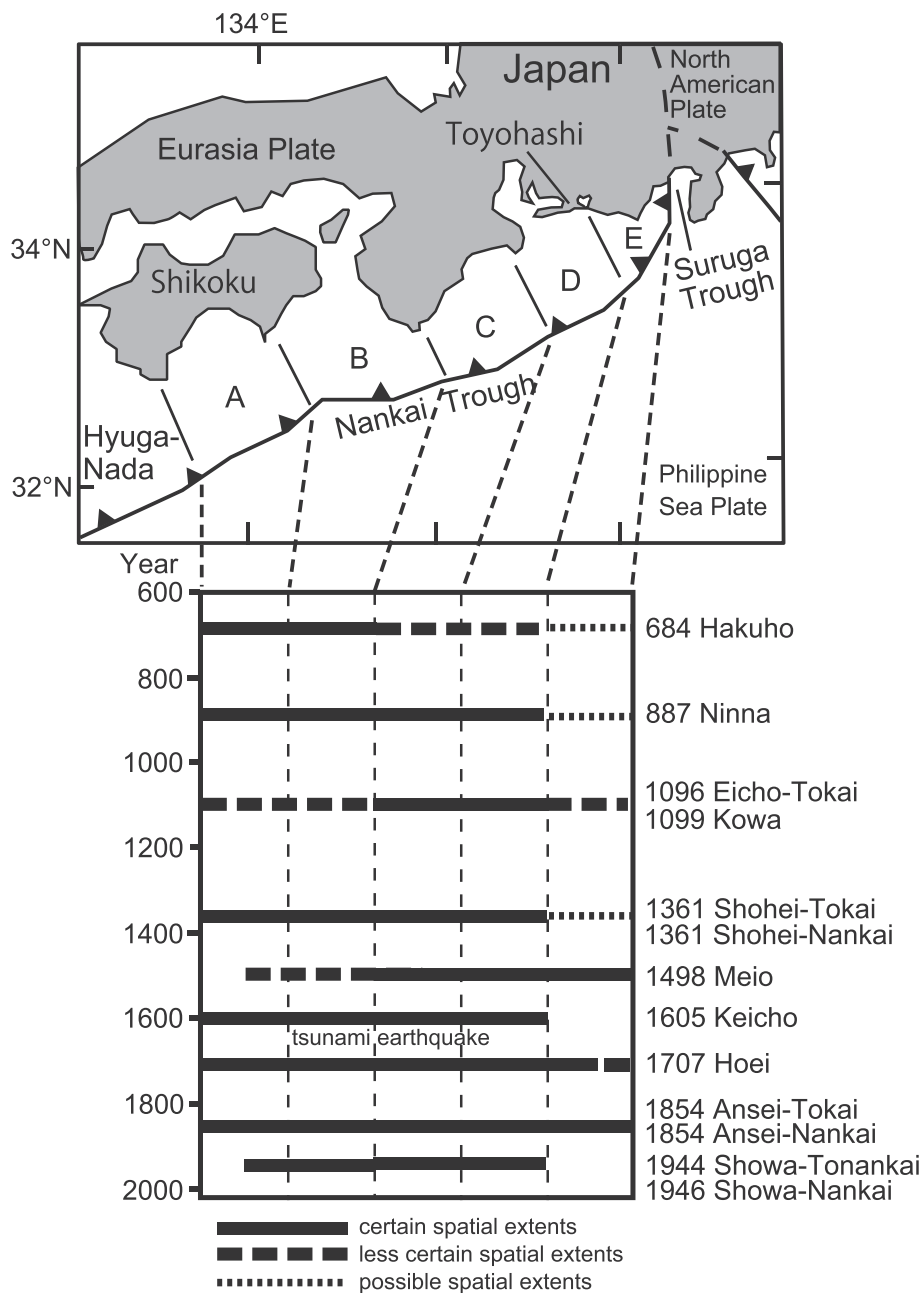 134°E
Japan
North
American
Plate
Toyohashi
Eurasia Plate
34°N
E
Suruga
Trough
Shikoku
D
C
B
A
Nankai Trough
Hyuga-
Nada
32°N
Philippine
Sea Plate
Year
600
684 Hakuho
800
887 Ninna
1000
1096 Eicho-Tokai
1099 Kowa
1200
1361 Shohei-Tokai
1361 Shohei-Nankai
1400
1498 Meio
1600
1605 Keicho
tsunami earthquake
1707 Hoei
1800
1854 Ansei-Tokai
1854 Ansei-Nankai
1944 Showa-Tonankai
1946 Showa-Nankai
2000
certain spatial extents
less certain spatial extents
possible spatial extents